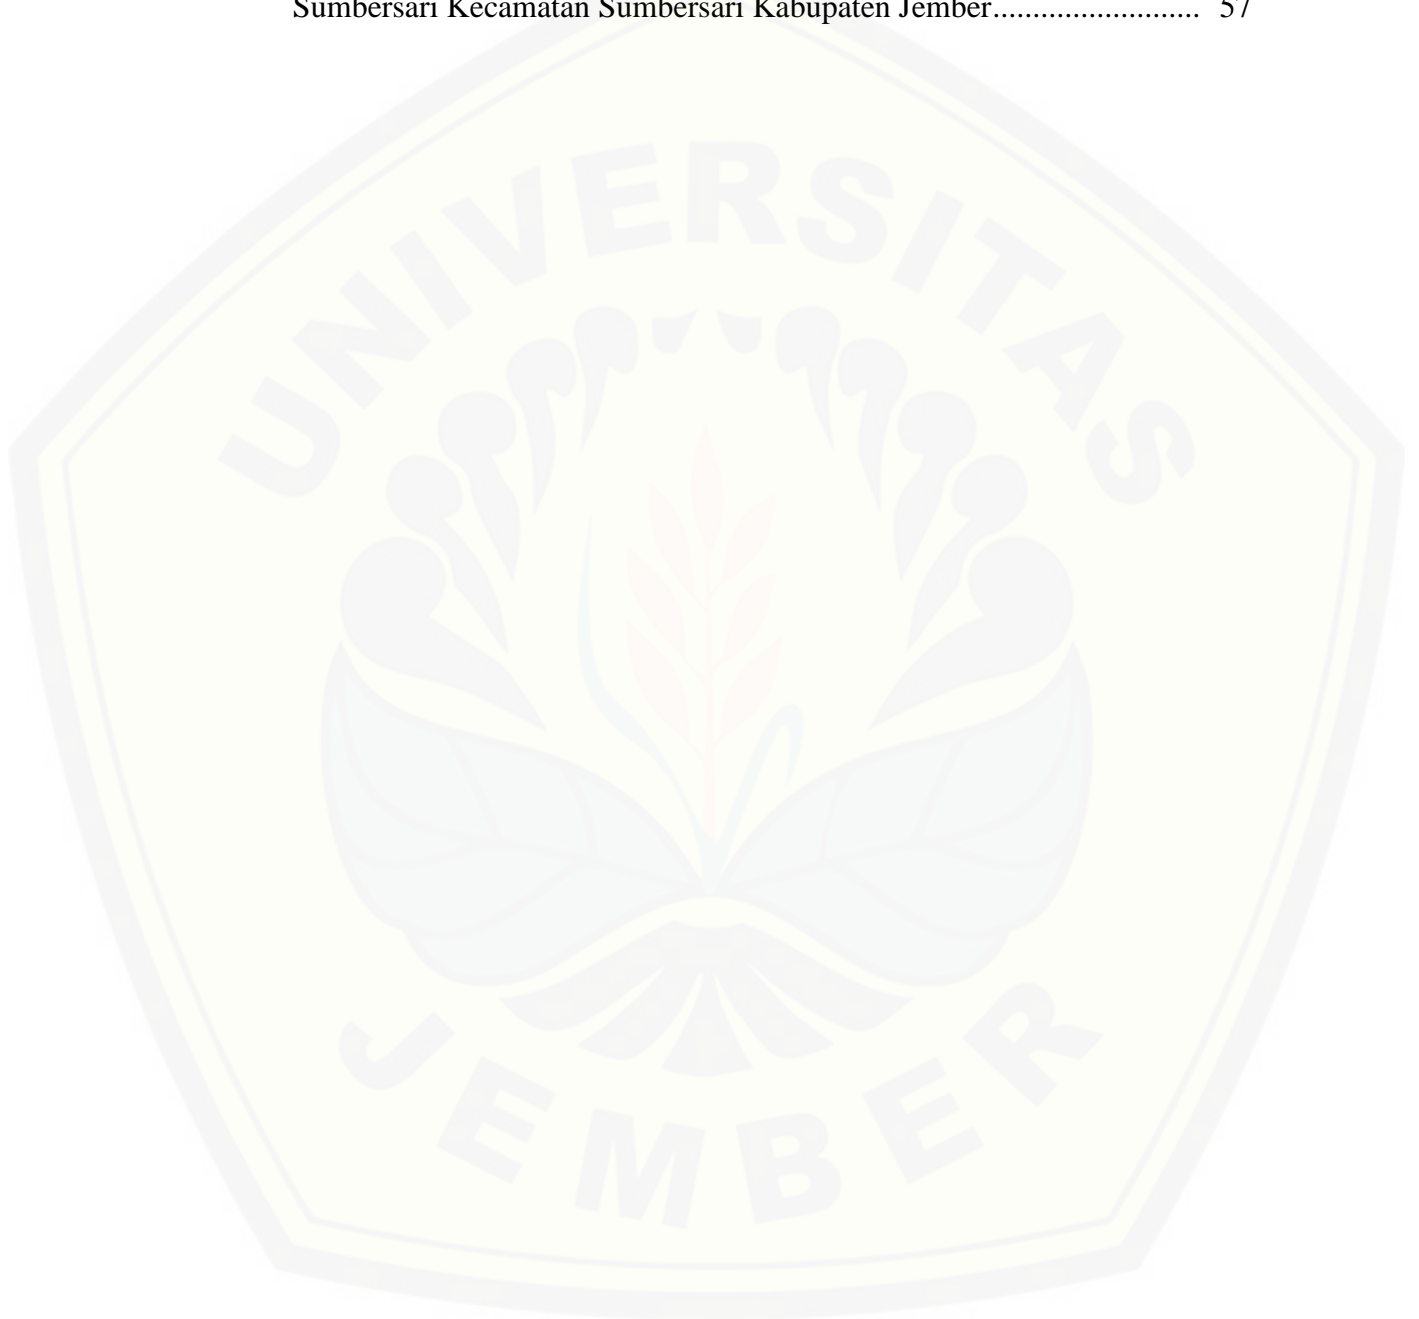 Sumbersari Kecamatan Sumbersari Kabupaten Jember.......................... 57
UNIVERSITAS
JEMBER